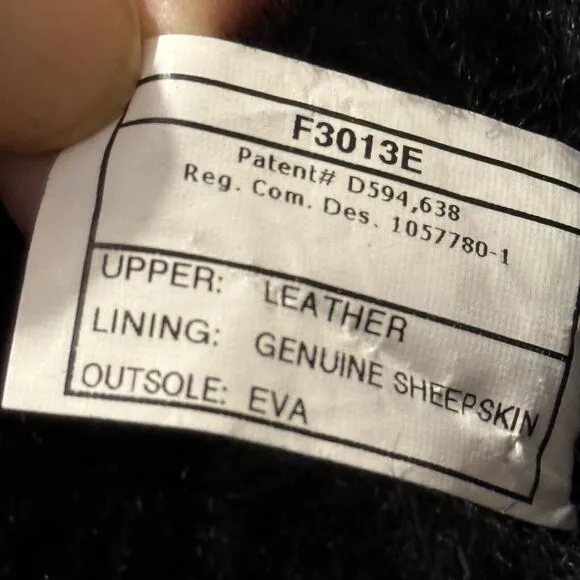 F3013E
Patent# D594,638
Reg. Com. Des. 1057780-1
UPPER: LEATHER
LINING: GENUINE SHEEPSKIN
OUTSOLE: EVA